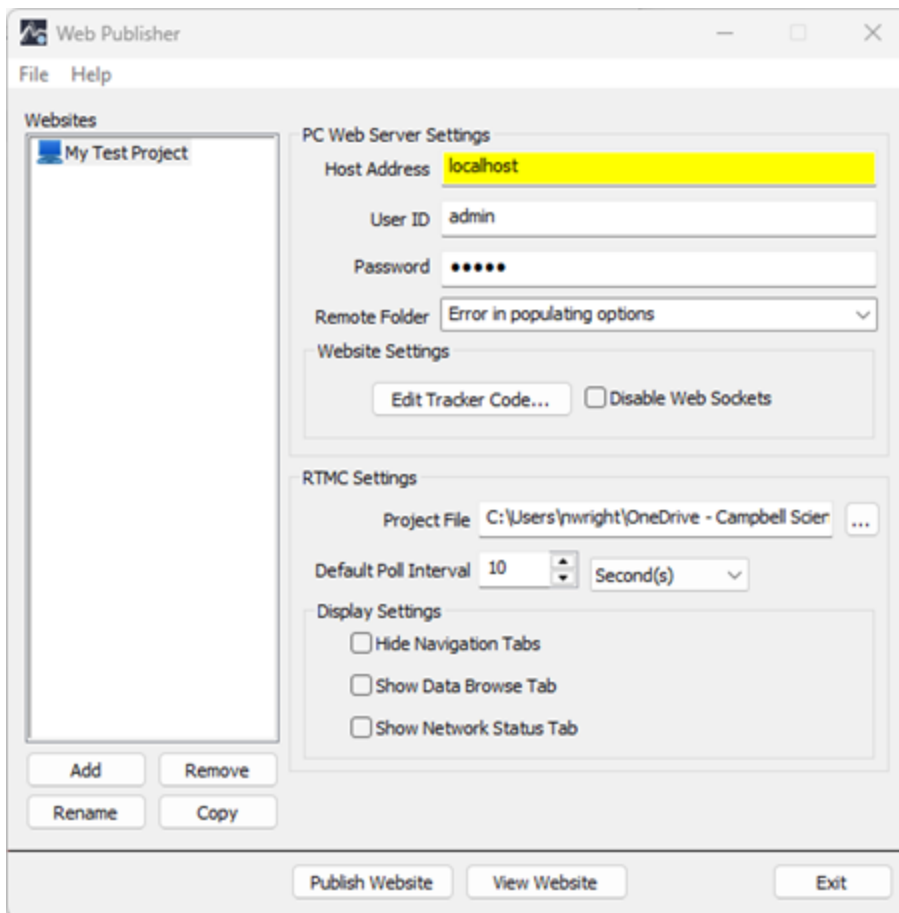 Web Publisher
File Help
Websites
My Test Project
PC Web Server Settings
Host Address localhost
User ID admin
Password •••••
Remote Folder Error in populating options
Website Settings
Edit Tracker Code... Disable Web Sockets
RTMC Settings
Project File C:\Users\nwright\OneDrive - Campbell Scien ...
Default Poll Interval 10 Second(s)
Display Settings
Hide Navigation Tabs
Show Data Browse Tab
Show Network Status Tab
Add Remove
Rename Copy
Publish Website View Website Exit